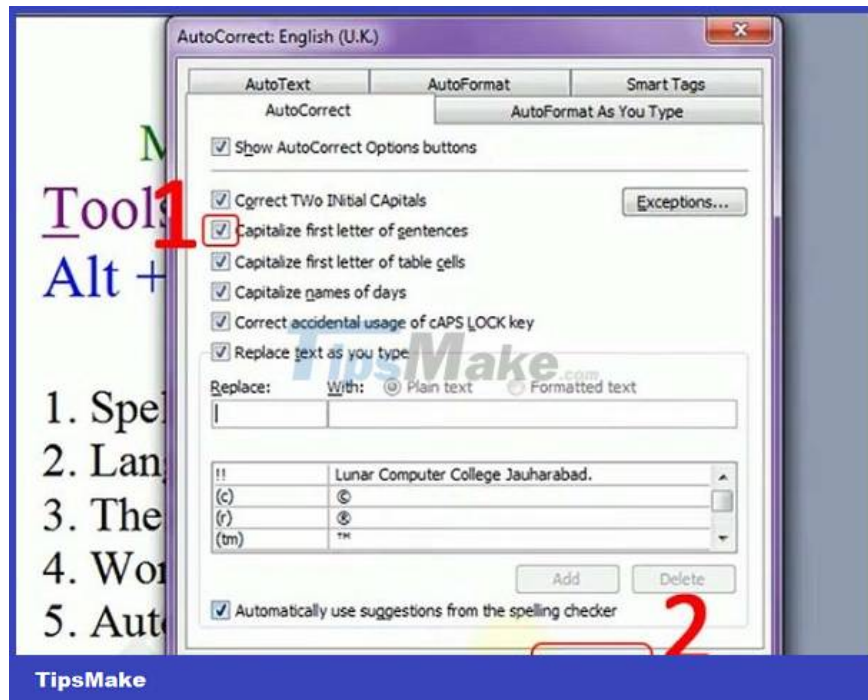 AutoCorrect: English (U.K.)
AutoText AutoFormat Smart Tags
AutoCorrect AutoFormat As You Type
Show AutoCorrect Options buttons
Correct TWo INitial CApitals Exceptions...
Capitalize first letter of sentences
Capitalize first letter of table cells
Capitalize names of days
Correct accidental usage of cAPS LOCK key
Replace text as you type
Replace: With: Plain text Formatted text
!! Lunar Computer College Jauharabad.
(c) ©
(r) ®
(tm) ™
Add Delete
Automatically use suggestions from the spelling checker
1
2
Tools
Alt +
1. Spel
2. Lan
3. The
4. Wor
5. Auto
TipsMake.com
TipsMake